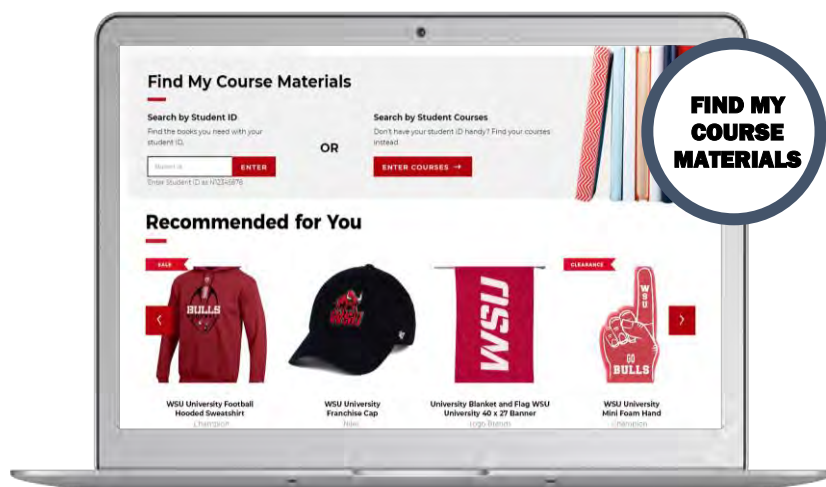 Find My Course Materials
Search by Student ID
Find the books you need with your
student ID.
ENTER
OR
Search by Student Courses
Don't have your student ID handy? Find your courses
instead
ENTER COURSES →
FIND MY
COURSE
MATERIALS
Recommended for You
SALE
BULLS
WSU
CLEARANCE
WSU
GO
BULLS
WSU University Football
Hooded Sweatshirt
Champion
WSU University
Franchise Cap
Nike
University Blanket and Flag WSU
University 40 x 27 Banner
Logo Brands
WSU University
Mini Foam Hand
Champion